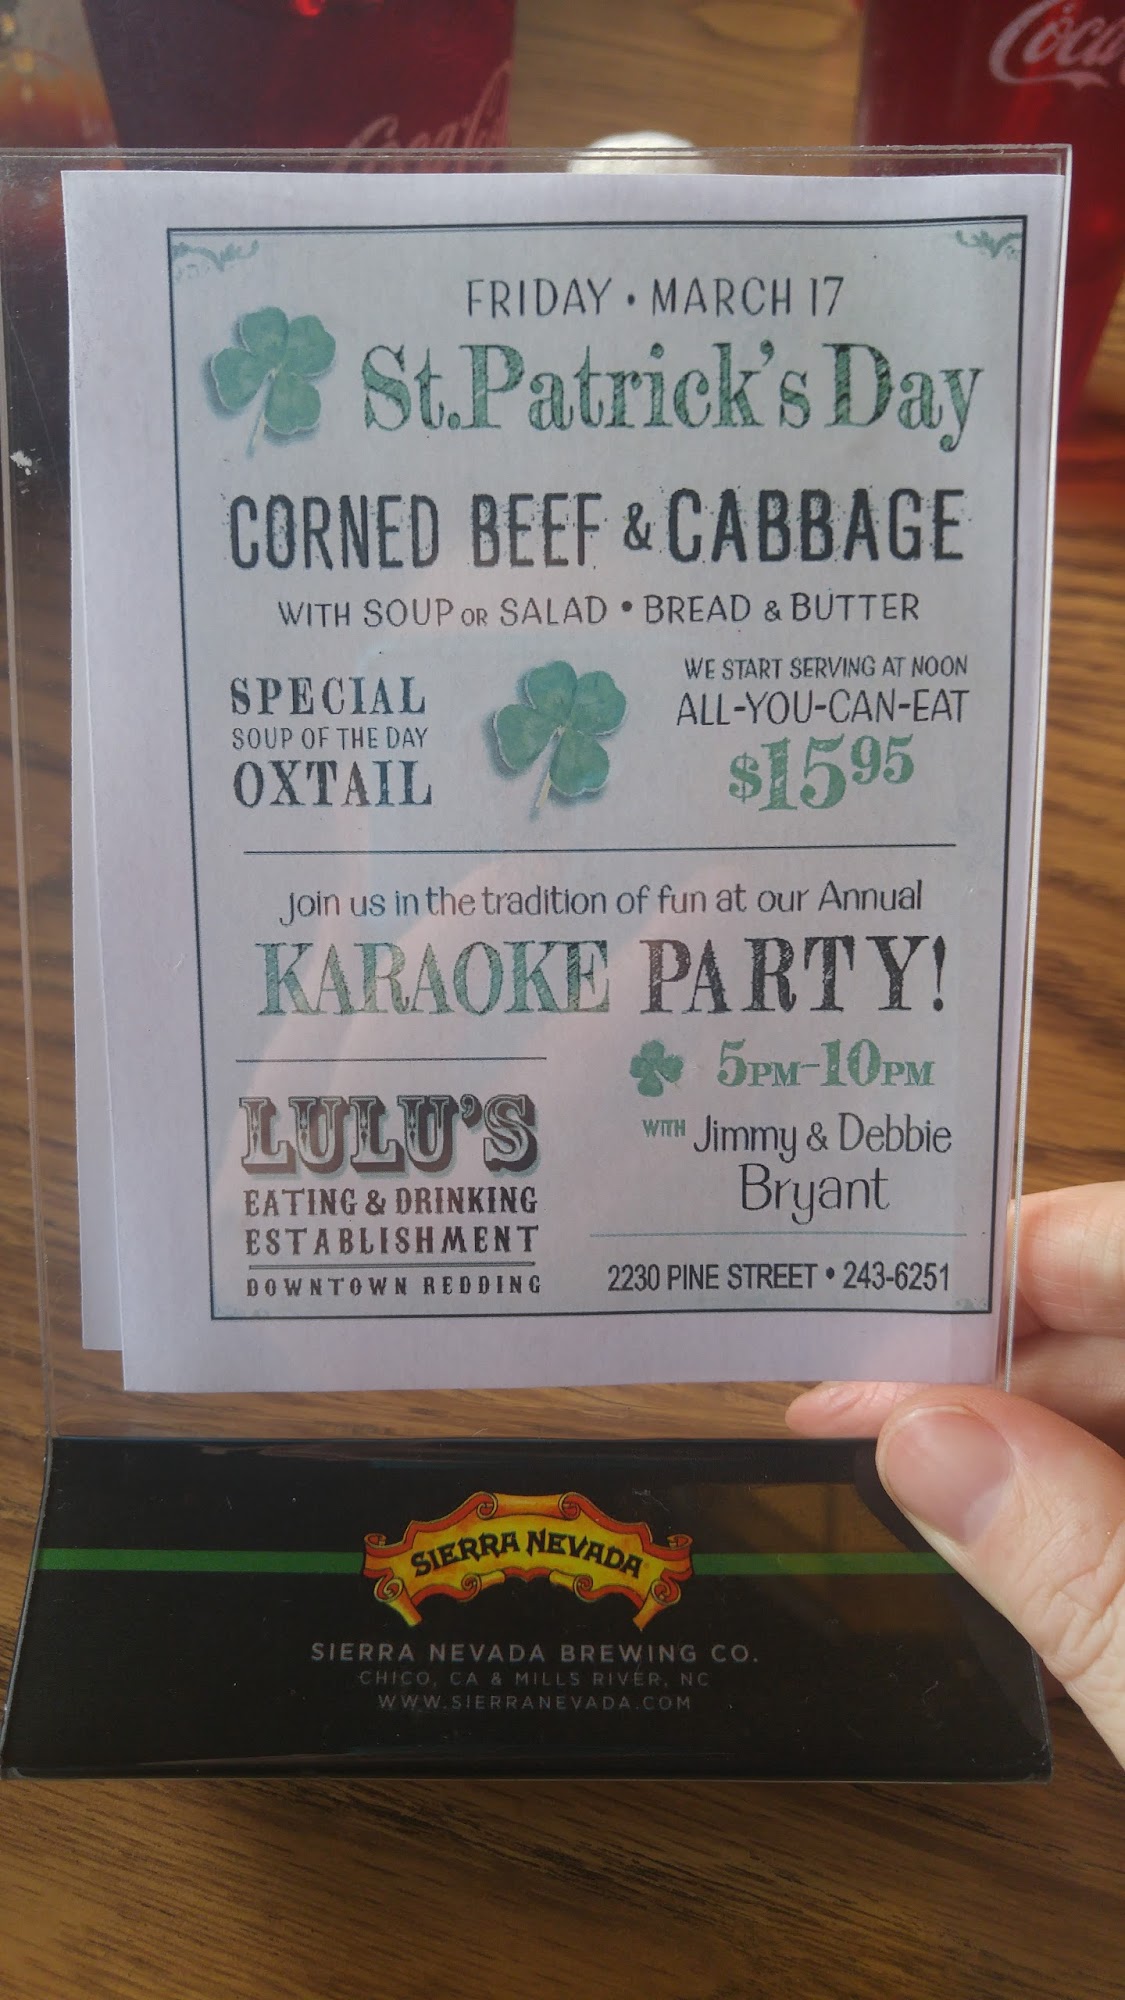 Coca-Cola
Coca
FRIDAY • MARCH 17
St. Patrick's Day
CORNED BEEF & CABBAGE
WITH SOUP OR SALAD • BREAD & BUTTER
SPECIAL
SOUP OF THE DAY
OXTAIL
WE START SERVING AT NOON
ALL-YOU-CAN-EAT
$15.95
Join us in the tradition of fun at our Annual
KARAOKE PARTY!
5PM-10PM
WITH Jimmy & Debbie
Bryant
LULU'S
EATING & DRINKING
ESTABLISHMENT
DOWNTOWN REDDING
2230 PINE STREET • 243-6251
SIERRA NEVADA
SIERRA NEVADA BREWING CO.
CHICO, CA & MILLS RIVER, NC
WWW.SIERRANEVADA.COM